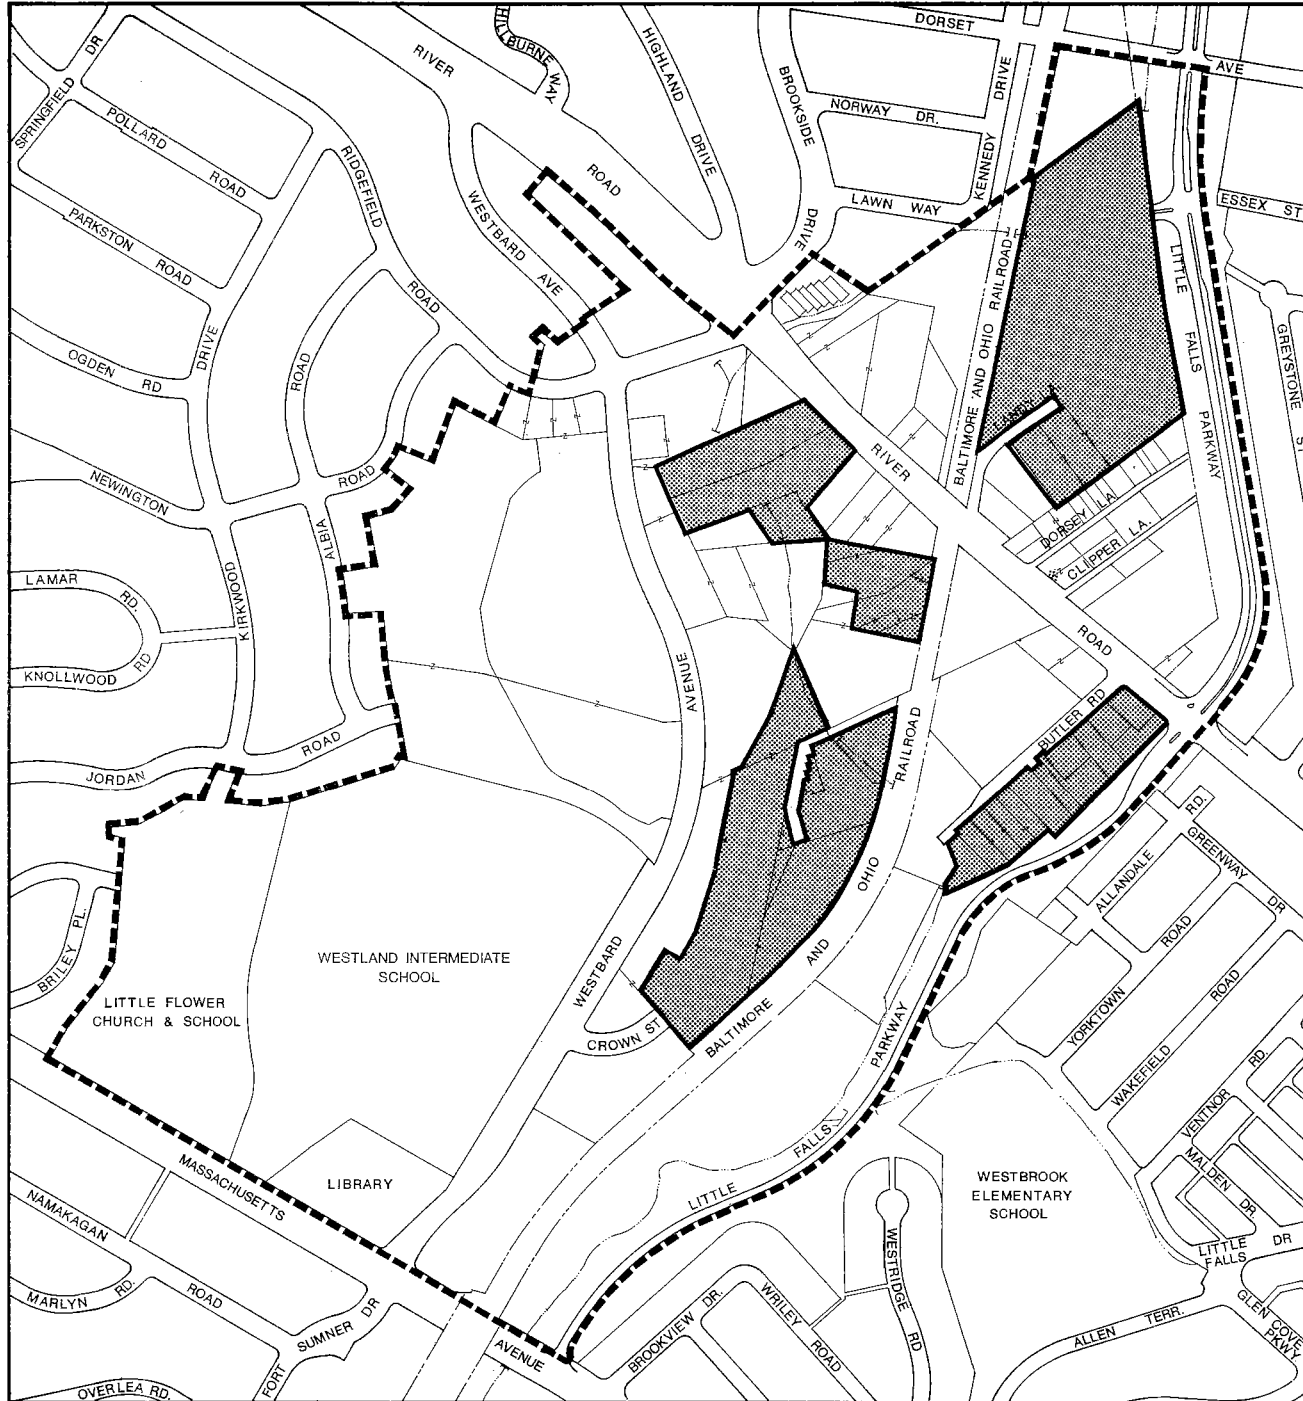 DORSET
AVE
SHILBURNE WAY
HIGHLAND
DRIVE
RIVER
ROAD
SPRINGFIELD DR
POLLARD
ROAD
PARKSTON
ROAD
RIDGEFIELD
ROAD
WESTBARD
AVE
BROOKSIDE
DRIVE
NORWAY DR.
KENNEDY
DRIVE
LAWN WAY
ESSEX ST
LITTLE
FALLS
PARKWAY
GREYSTONE
ST
BALTIMORE AND OHIO RAILROAD
OGDEN RD
DRIVE
ROAD
NEWINGTON
ROAD
ALBIA
KIRKWOOD
LAMAR
RD.
KNOLLWOOD
RD
RIVER
ROAD
LANDY
DORSEY LA.
CLIPPER LA.
AVENUE
WESTBARD
JORDAN
ROAD
BUTLER RD
RAILROAD
OHIO
AND
BALTIMORE
BRILEY PL.
LITTLE FLOWER
CHURCH & SCHOOL
WESTLAND INTERMEDIATE
SCHOOL
CROWN ST
ALLANDALE
RD.
GREENWAY
DR
YORKTOWN
ROAD
WAKEFIELD
ROAD
VENTNOR
RD.
MALDEN DR.
LITTLE
FALLS
PARKWAY
LIBRARY
MASSACHUSETTS
AVENUE
WESTBROOK
ELEMENTARY
SCHOOL
LITTLE
FALLS
DR
GLEN COVE
PKWY
ALLEN TERR.
WESTRIDGE RD
WRILEY
ROAD
BROOKVIEW DR.
NAMAKAGAN
ROAD
MARLYN RD.
FORT
SUMNER DR
OVERLEA RD.